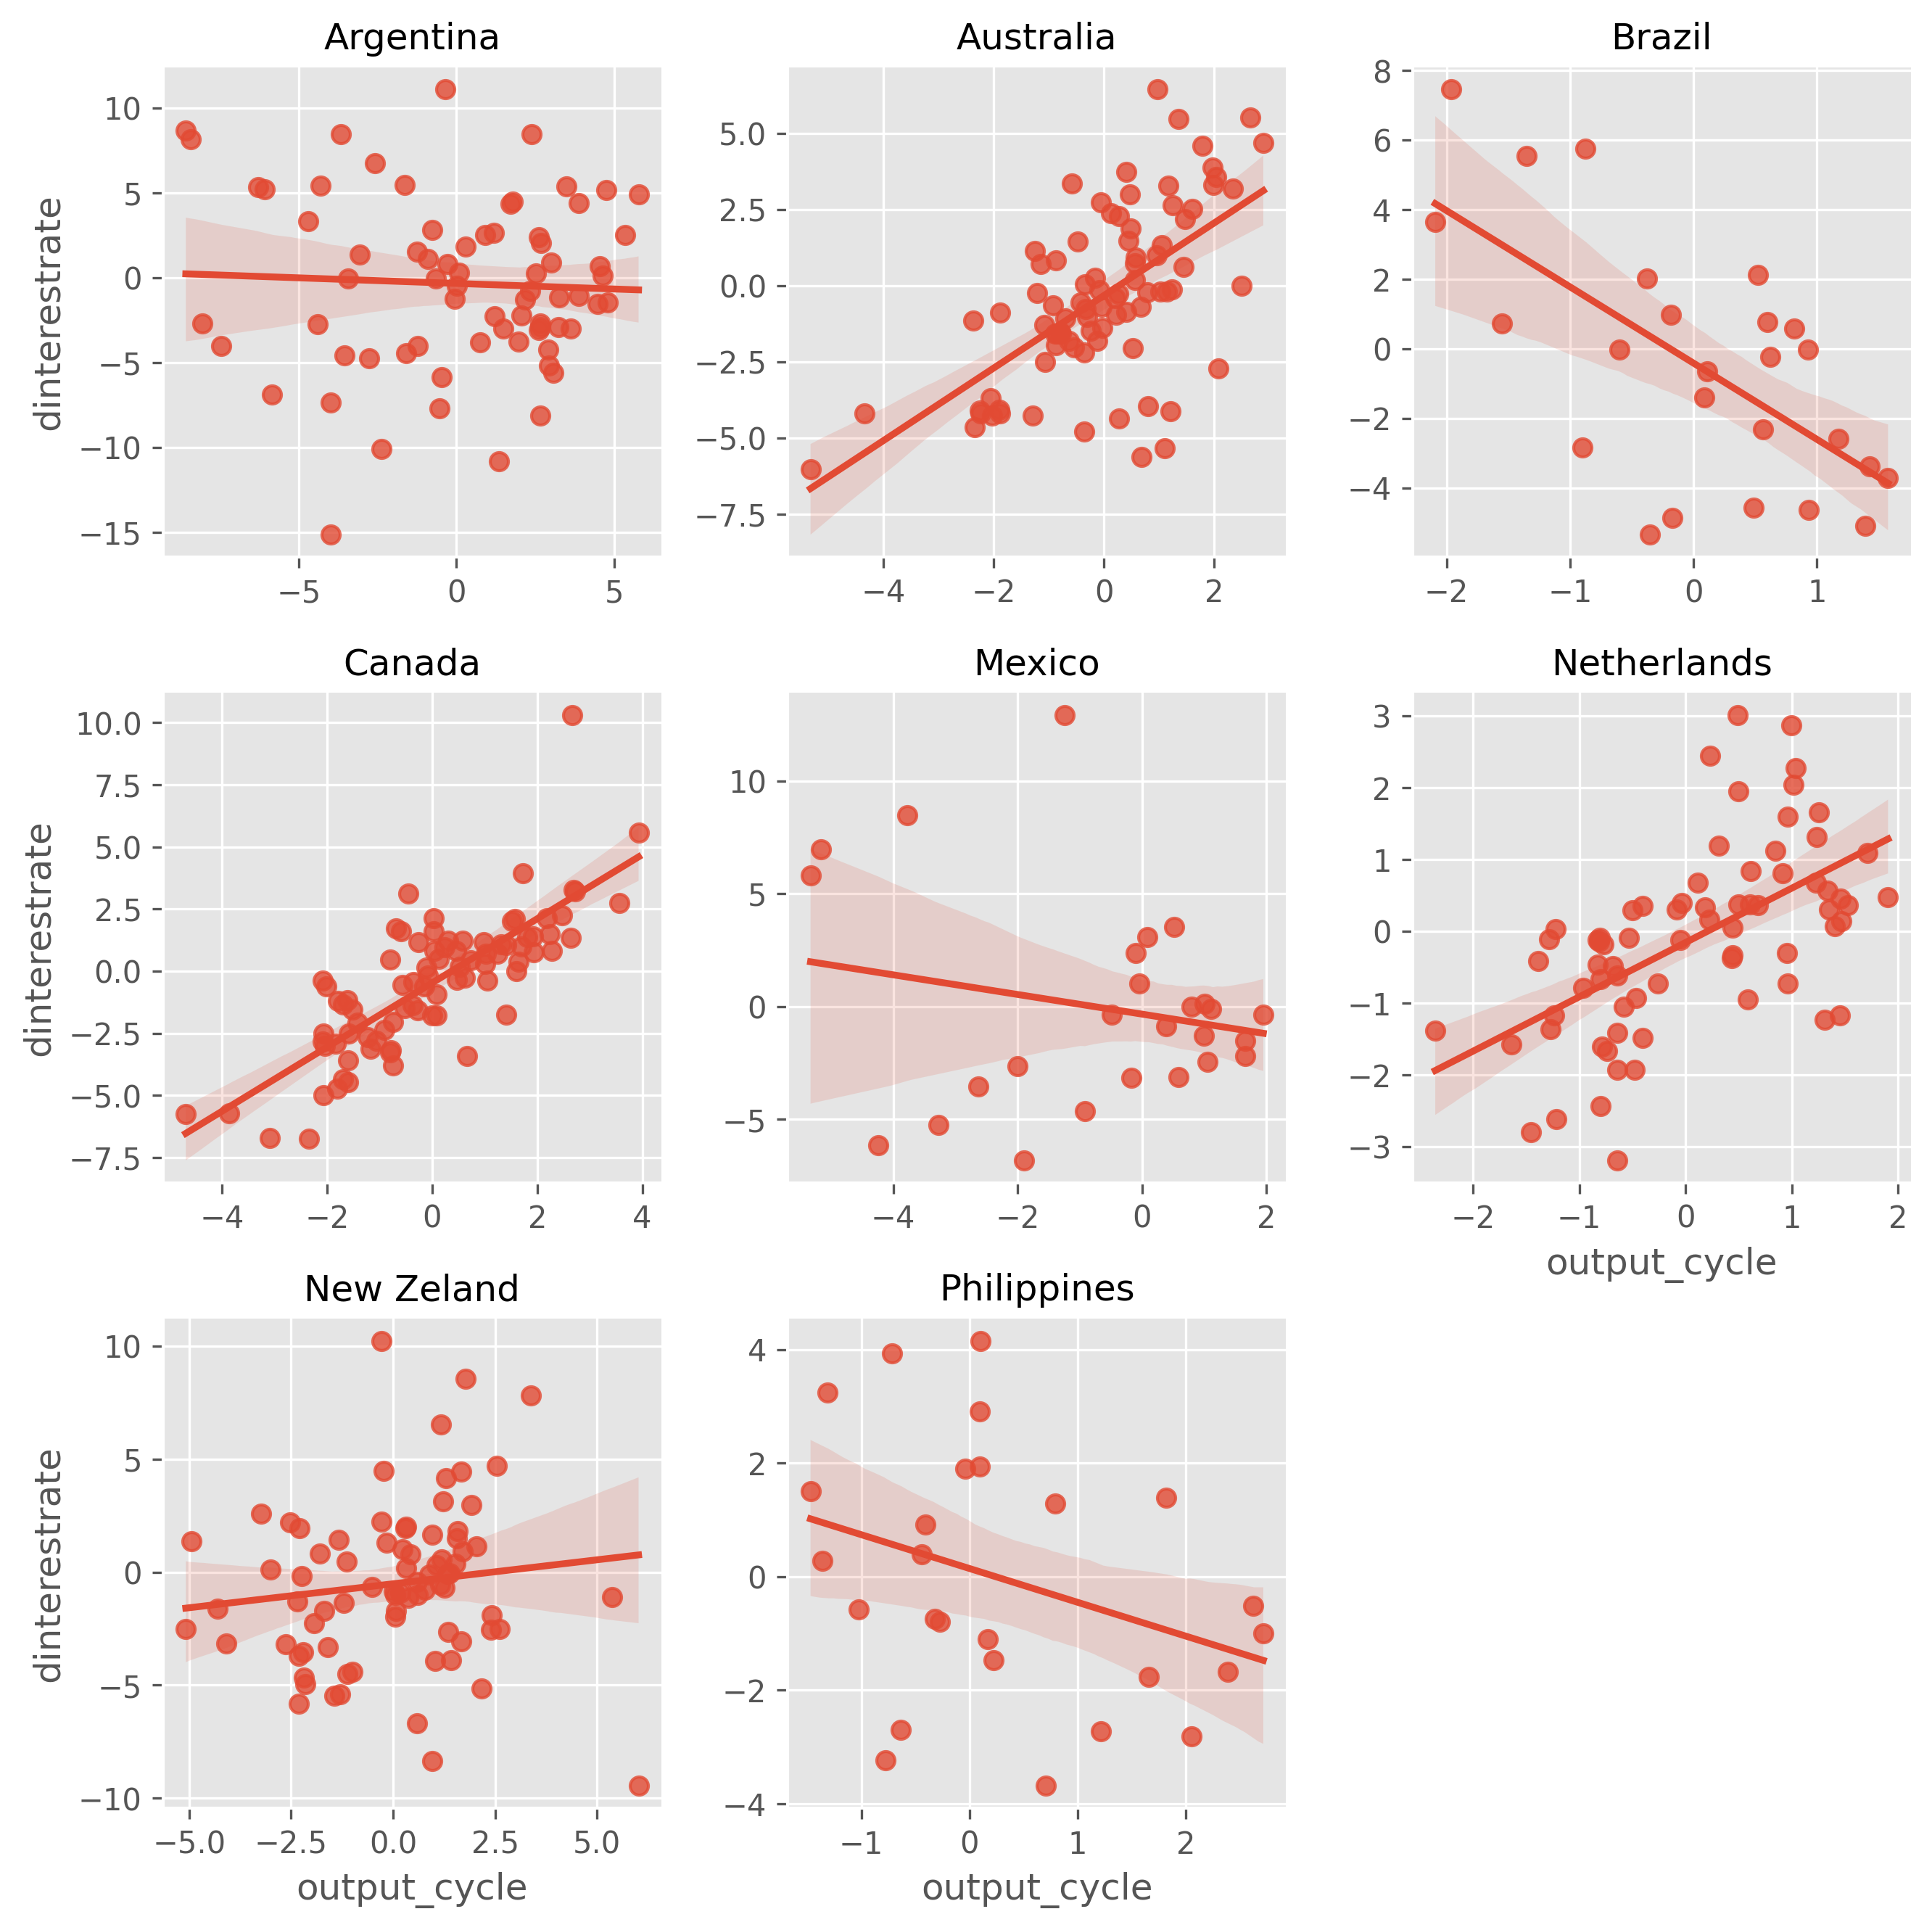 Argentina Australia Brazil
dinterestrate
10
5
0
−5
−10
−15
−5 0 5
5.0
2.5
0.0
−2.5
−5.0
−7.5
−4 −2 0 2
8
6
4
2
0
−2
−4
−2 −1 0 1
Canada Mexico Netherlands
dinterestrate
10.0
7.5
5.0
2.5
0.0
−2.5
−5.0
−7.5
−4 −2 0 2 4
10
5
0
−5
−4 −2 0 2
3
2
1
0
−1
−2
−3
−2 −1 0 1 2
output_cycle
New Zeland Philippines
dinterestrate
10
5
0
−5
−10
−5.0 −2.5 0.0 2.5 5.0
output_cycle
4
2
0
−2
−4
−1 0 1 2
output_cycle